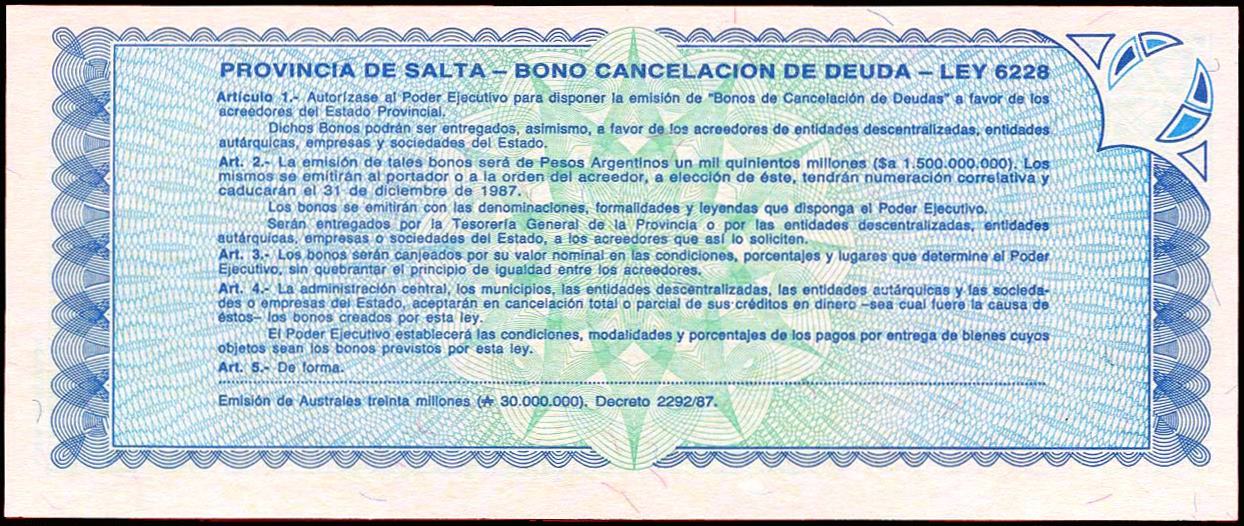 PROVINCIA DE SALTA – BONO CANCELACION DE DEUDA – LEY 6228
Artículo 1.- Autorízase al Poder Ejecutivo para disponer la emisión de "Bonos de Cancelación de Deudas" a favor de los
acreedores del Estado Provincial.
Dichos Bonos podrán ser entregados, asimismo, a favor de los acreedores de entidades descentralizadas, entidades
autárquicas, empresas y sociedades del Estado.
Art. 2.- La emisión de tales bonos será de Pesos Argentinos un mil quinientos millones ($a 1.500.000.000). Los
mismos se emitirán al portador o a la orden del acreedor, a elección de éste, tendrán numeración correlativa y
caducarán el 31 de diciembre de 1987.
Los bonos se emitirán con las denominaciones, formalidades y leyendas que disponga el Poder Ejecutivo.
Serán entregados por la Tesorería General de la Provincia o por las entidades descentralizadas, entidades
autárquicas, empresas o sociedades del Estado, a los acreedores que así lo soliciten.
Art. 3.- Los bonos serán canjeados por su valor nominal en las condiciones, porcentajes y lugares que determine el Poder
Ejecutivo, sin quebrantar el principio de igualdad entre los acreedores.
Art. 4.- La administración central, los municipios, las entidades descentralizadas, las entidades autárquicas y las socieda-
des o empresas del Estado, aceptarán en cancelación total o parcial de sus créditos en dinero –sea cual fuere la causa de
éstos– los bonos creados por esta ley.
El Poder Ejecutivo establecerá las condiciones, modalidades y porcentajes de los pagos por entrega de bienes cuyos
objetos sean los bonos previstos por esta ley.
Art. 5.- De forma.
Emisión de Australes treinta millones (₳ 30.000.000). Decreto 2292/87.